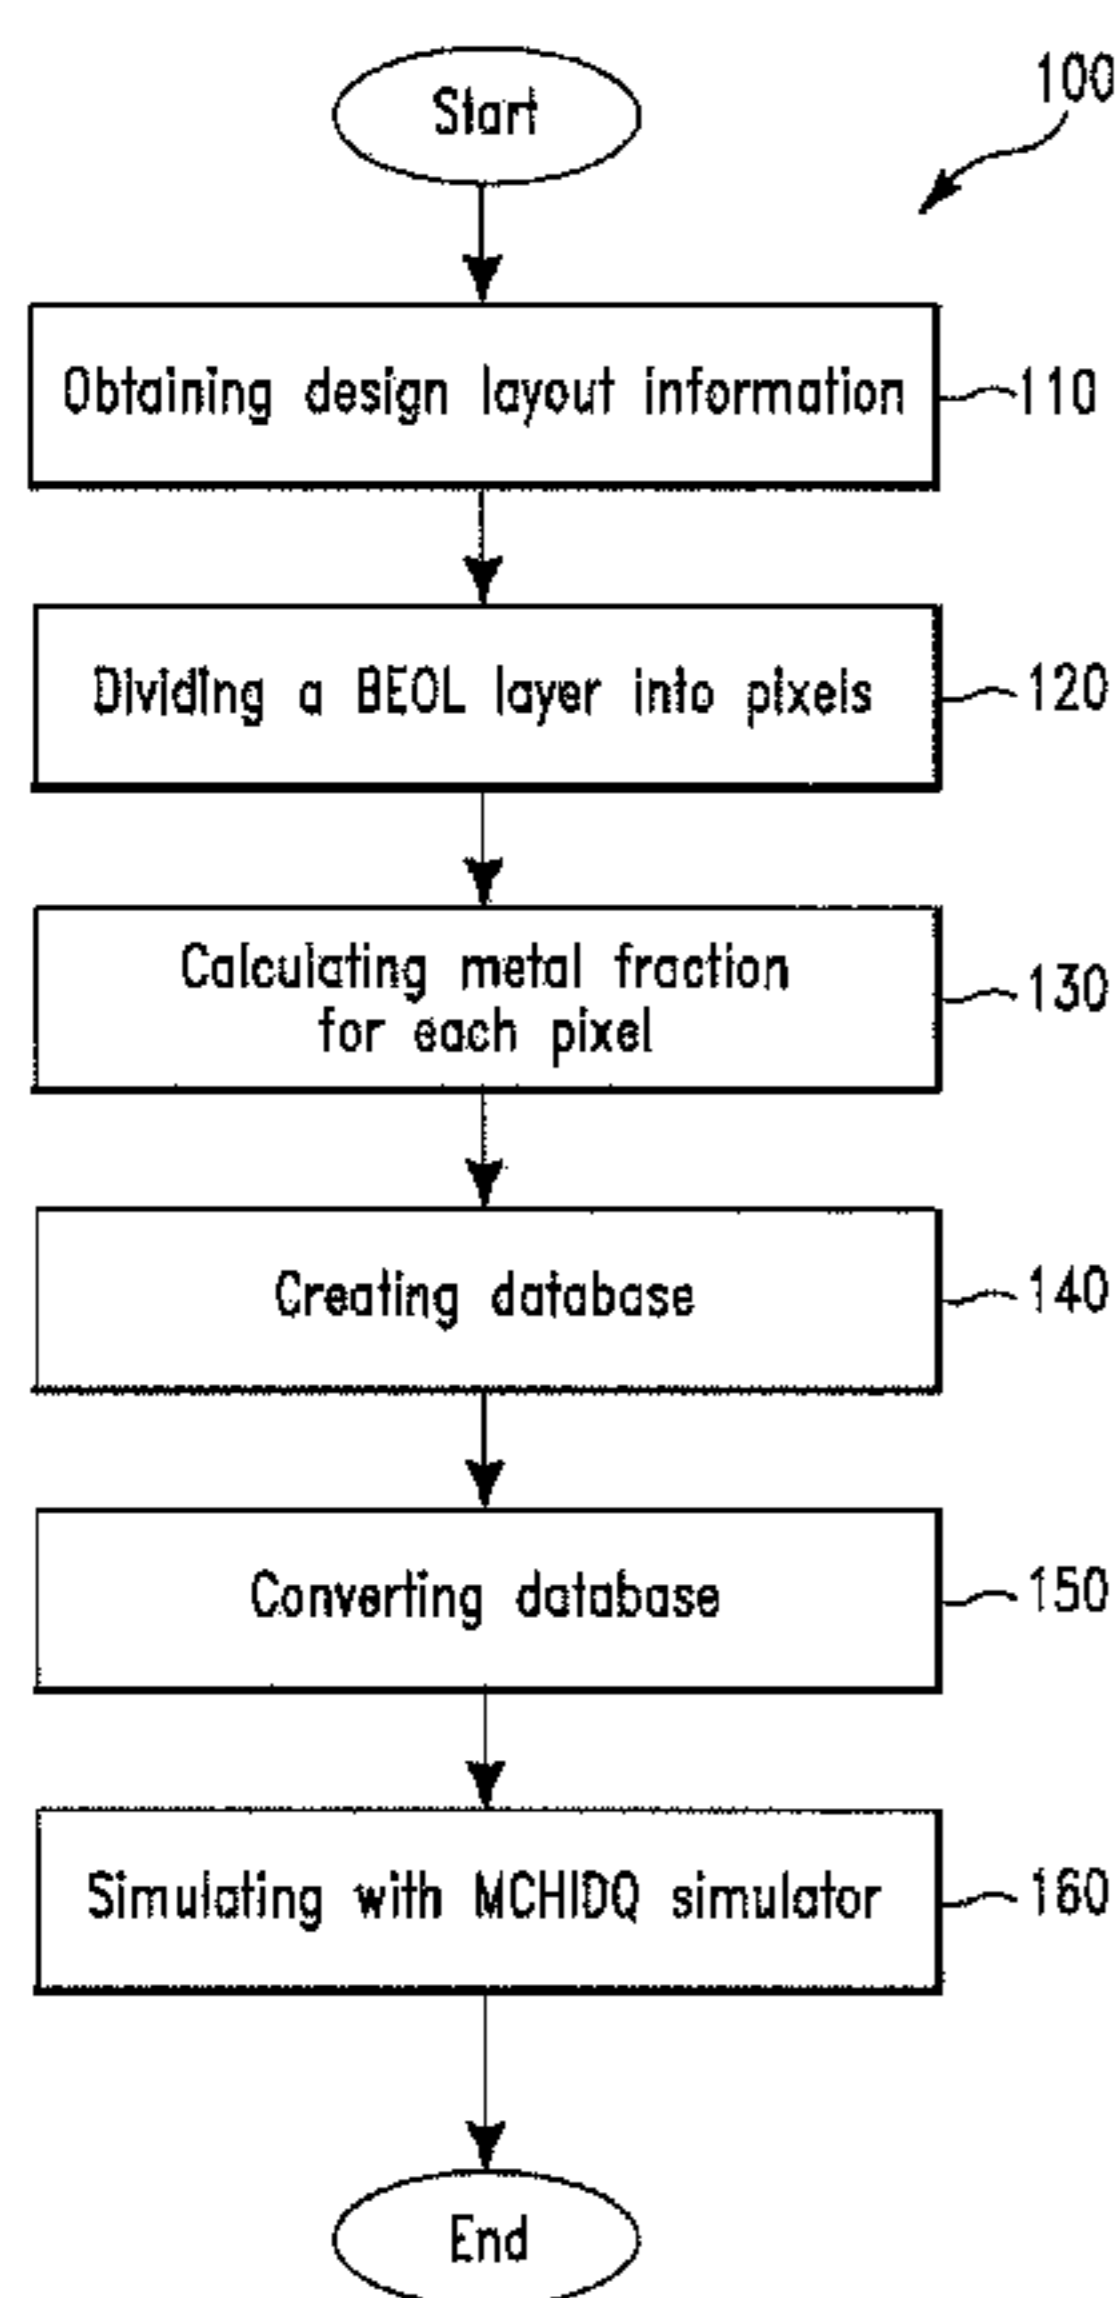 Start
100
Obtaining design layout information
110
Dividing a BEOL layer into pixels
120
Calculating metal fraction
for each pixel
130
Creating database
140
Converting database
150
Simulating with MCHIDQ simulator
160
End